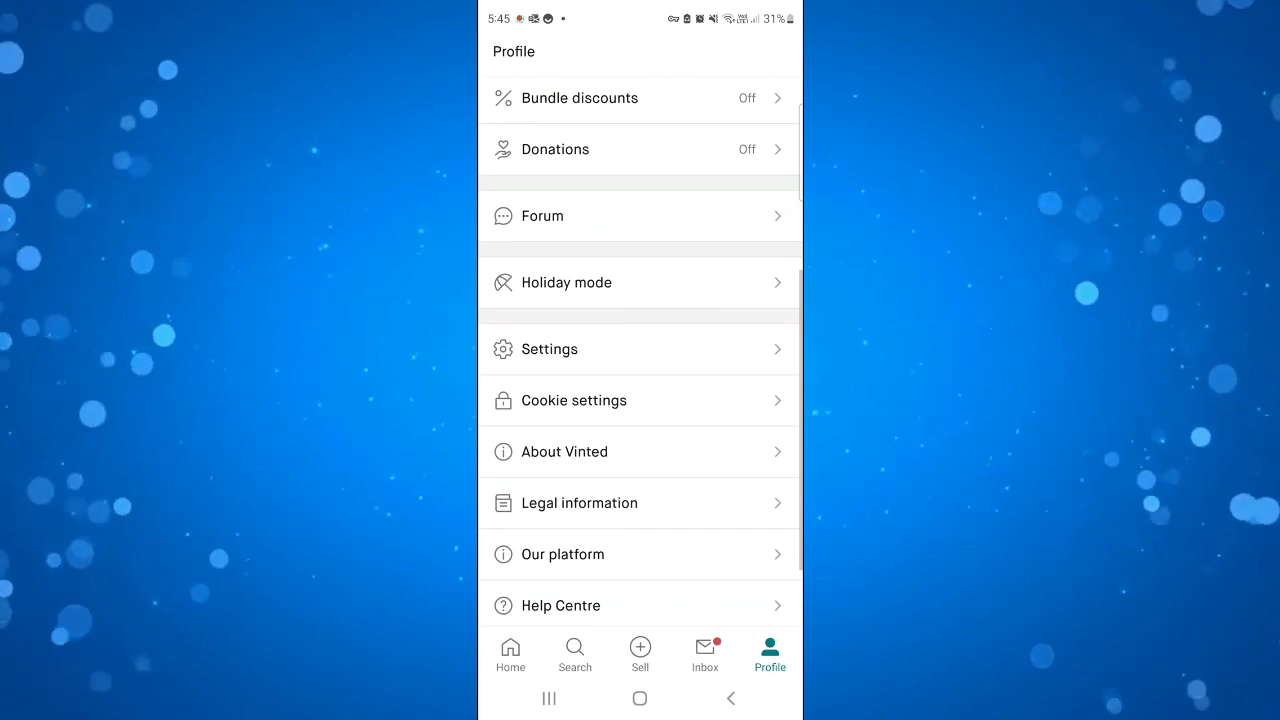 5:45 31%
Profile
Bundle discounts Off
Donations Off
Forum
Holiday mode
Settings
Cookie settings
About Vinted
Legal information
Our platform
Help Centre
Home Search Sell Inbox Profile